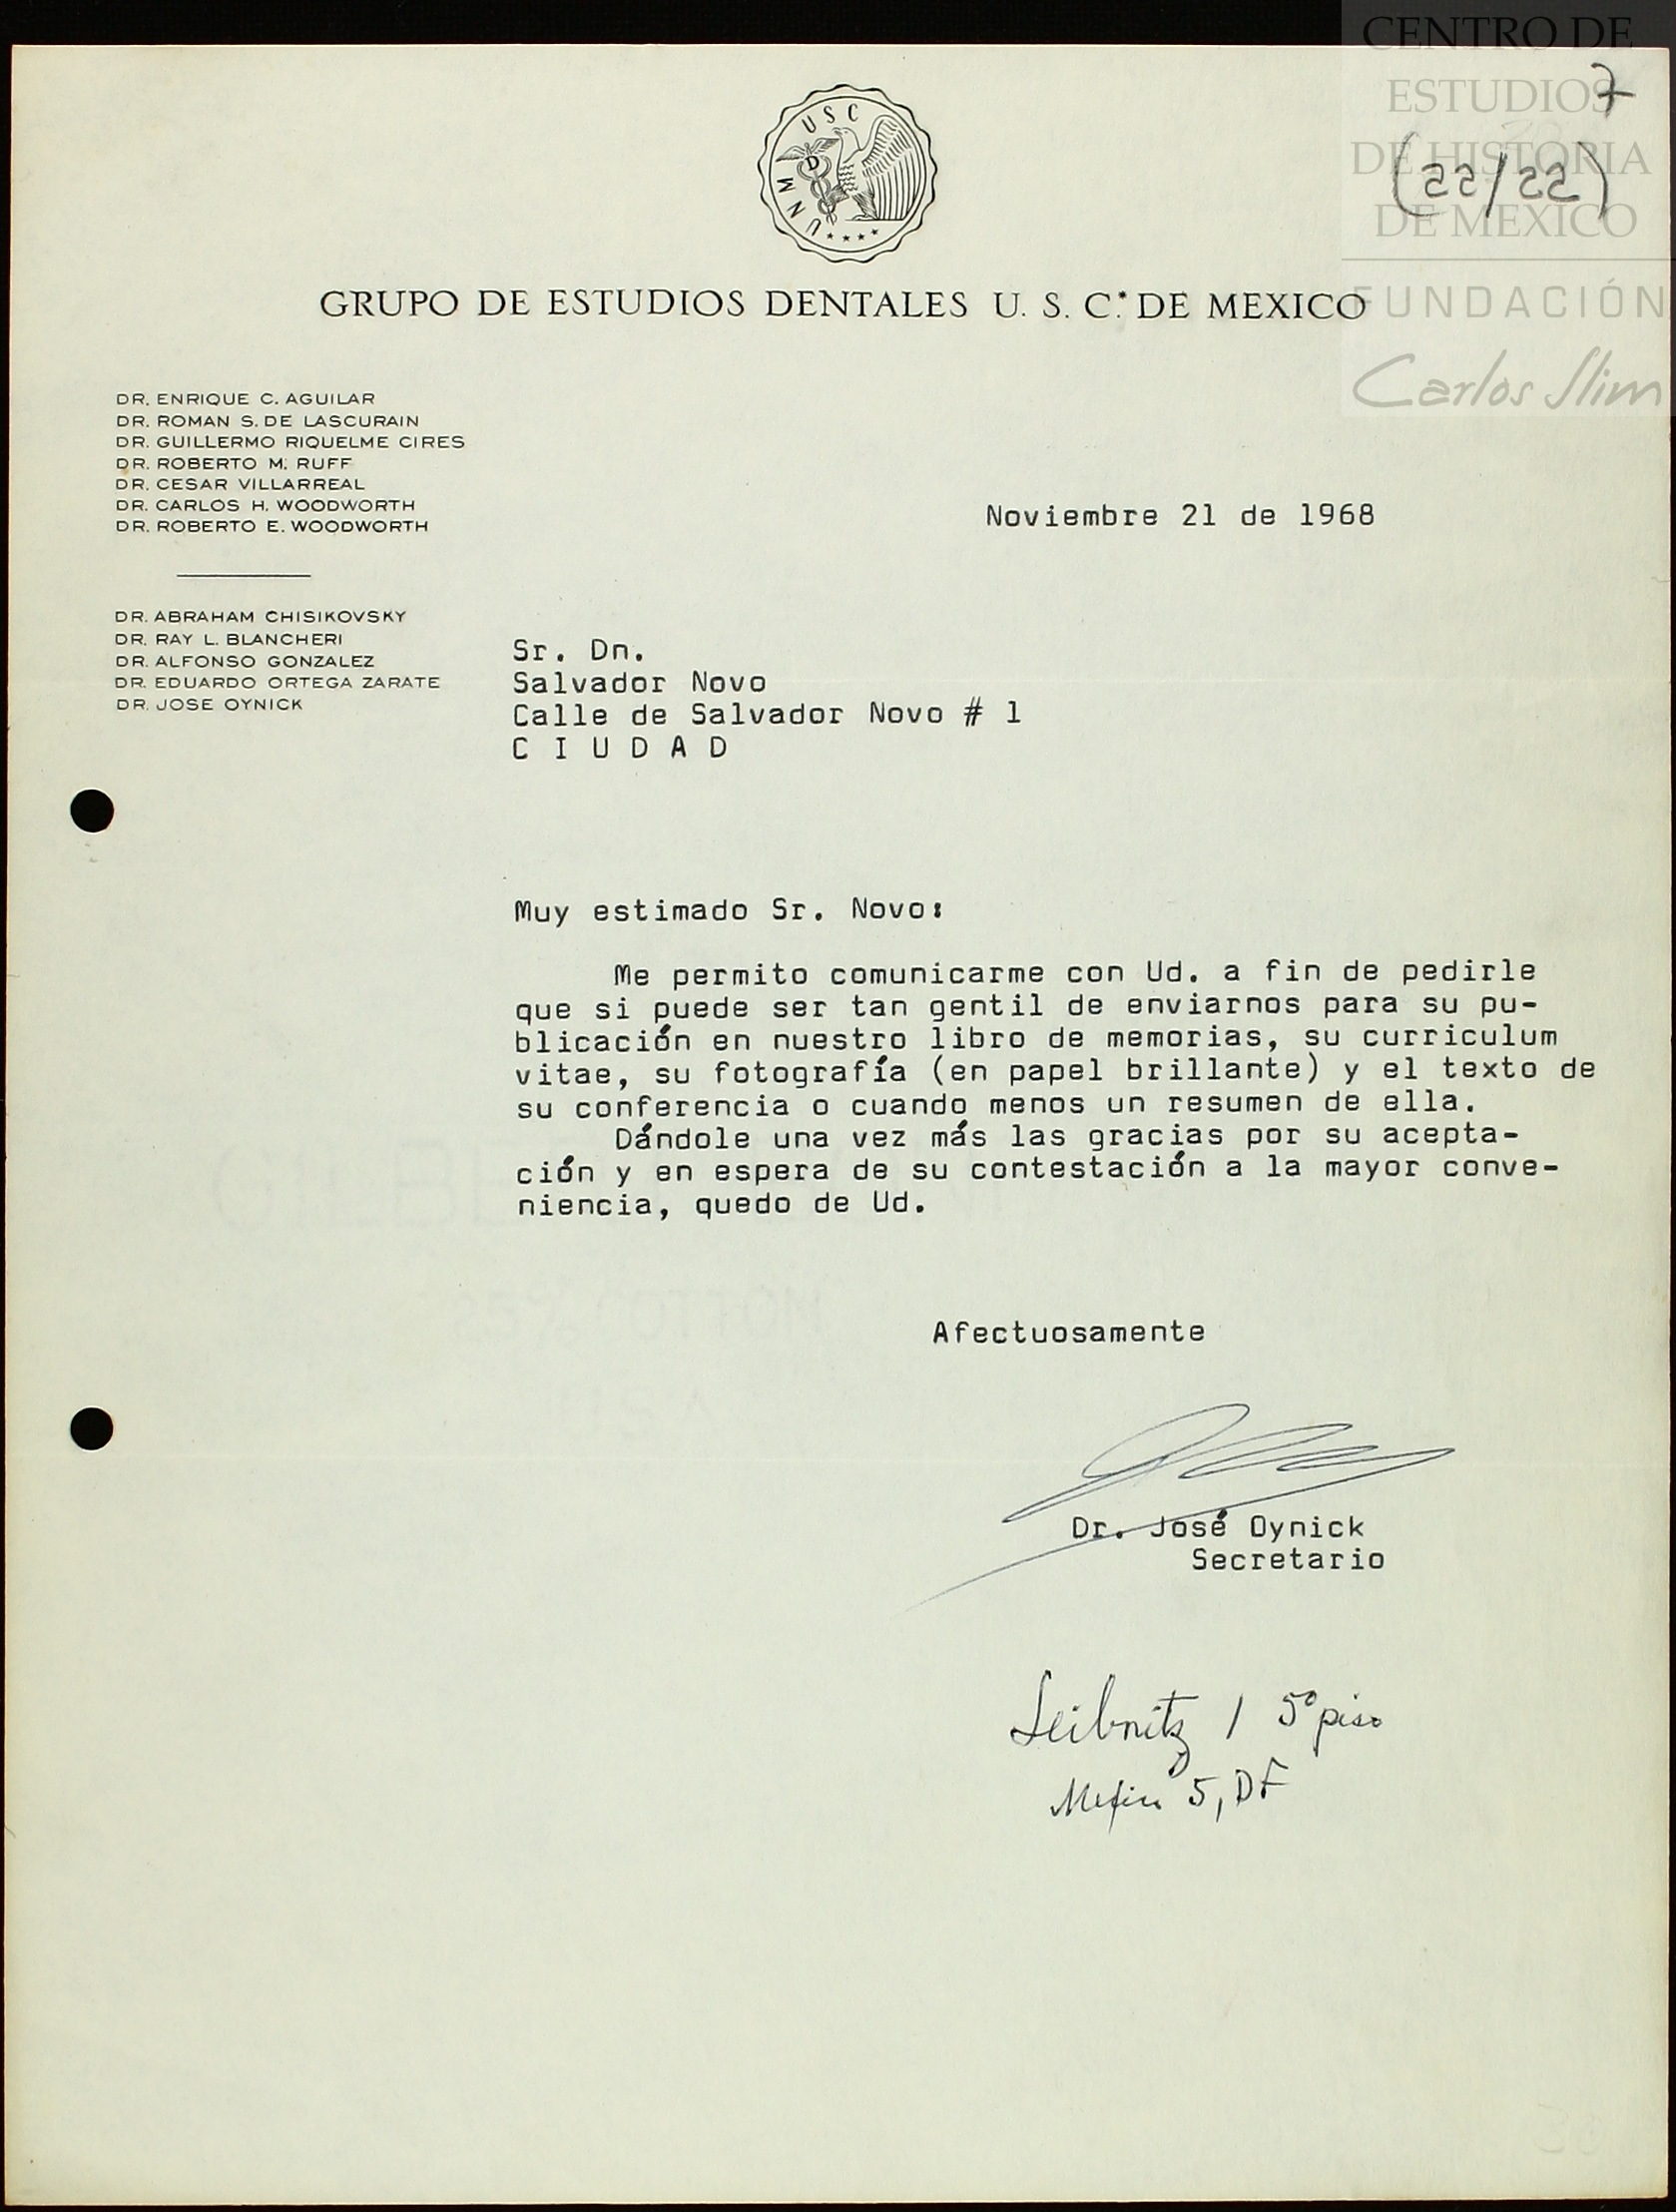 CENTRO DE
ESTUDIOS
DE HISTORIA
DE MEXICO
FUNDACIÓN
Carlos Slim
7
(22/22)
USC
D
UNM
GRUPO DE ESTUDIOS DENTALES U. S. C. DE MEXICO
DR. ENRIQUE C. AGUILAR
DR. ROMAN S. DE LASCURAIN
DR. GUILLERMO RIQUELME CIRES
DR. ROBERTO M. RUFF
DR. CESAR VILLARREAL
DR. CARLOS H. WOODWORTH
DR. ROBERTO E. WOODWORTH
DR. ABRAHAM CHISIKOVSKY
DR. RAY L. BLANCHERI
DR. ALFONSO GONZALEZ
DR. EDUARDO ORTEGA ZARATE
DR. JOSE OYNICK
Noviembre 21 de 1968
Sr. Dn.
Salvador Novo
Calle de Salvador Novo # 1
C I U D A D
Muy estimado Sr. Novo:
Me permito comunicarme con Ud. a fin de pedirle
que si puede ser tan gentil de enviarnos para su pu-
blicación en nuestro libro de memorias, su curriculum
vitae, su fotografía (en papel brillante) y el texto de
su conferencia o cuando menos un resumen de ella.
Dándole una vez más las gracias por su acepta-
ción y en espera de su contestación a la mayor conve-
niencia, quedo de Ud.
Afectuosamente
Dr. José Oynick
Secretario
Leibnitz 1 5º piso
Mexico 5, DF